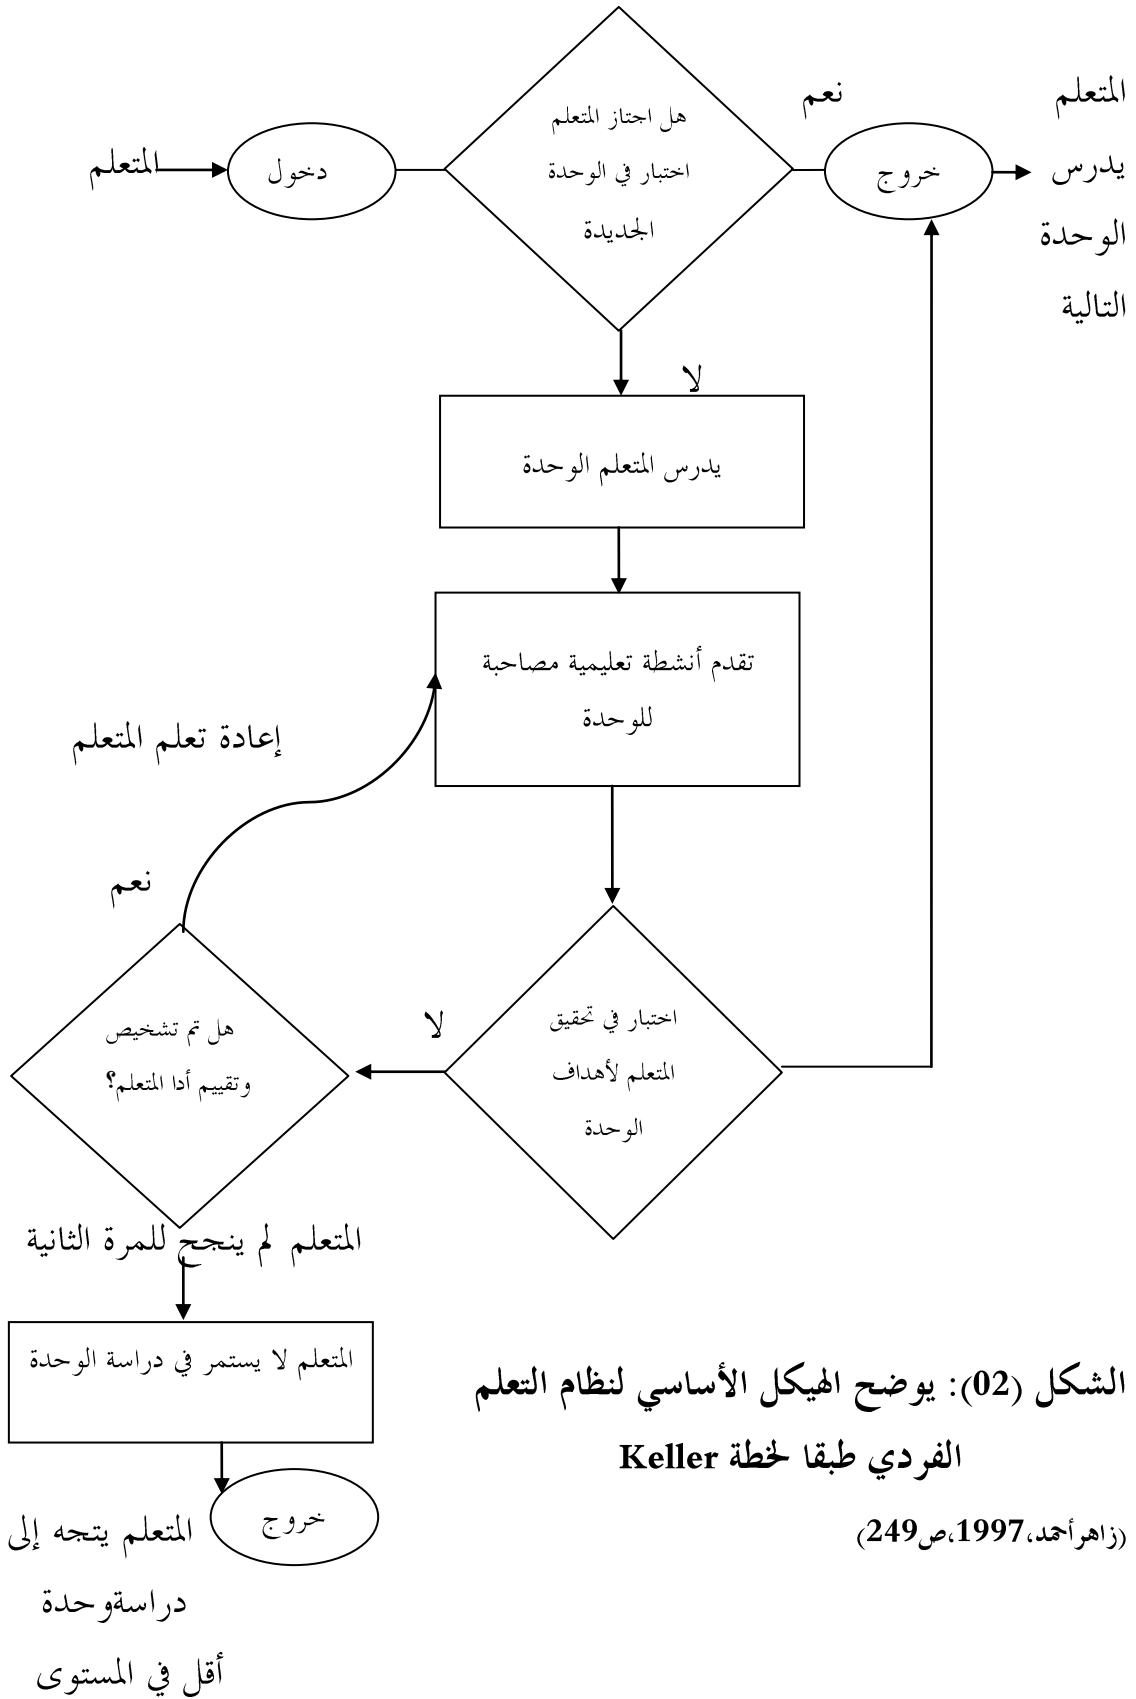 المتعلم
دخول
هل اجتاز المتعلم
اختبار في الوحدة
الجديدة
نعم
خروج
المتعلم
يدرس
الوحدة
التالية
لا
يدرس المتعلم الوحدة
تقدم أنشطة تعليمية مصاحبة
للوحدة
إعادة تعلم المتعلم
نعم
اختبار في تحقيق
المتعلم لأهداف
الوحدة
لا
هل تم تشخيص
وتقييم أدا المتعلم؟
المتعلم لم ينجح للمرة الثانية
المتعلم لا يستمر في دراسة الوحدة
خروج
المتعلم يتجه إلى
دراسةوحدة
أقل في المستوى
الشكل (02): يوضح الهيكل الأساسي لنظام التعلم
الفردي طبقا لخطة Keller
(زاهرأحمد،1997،ص249)